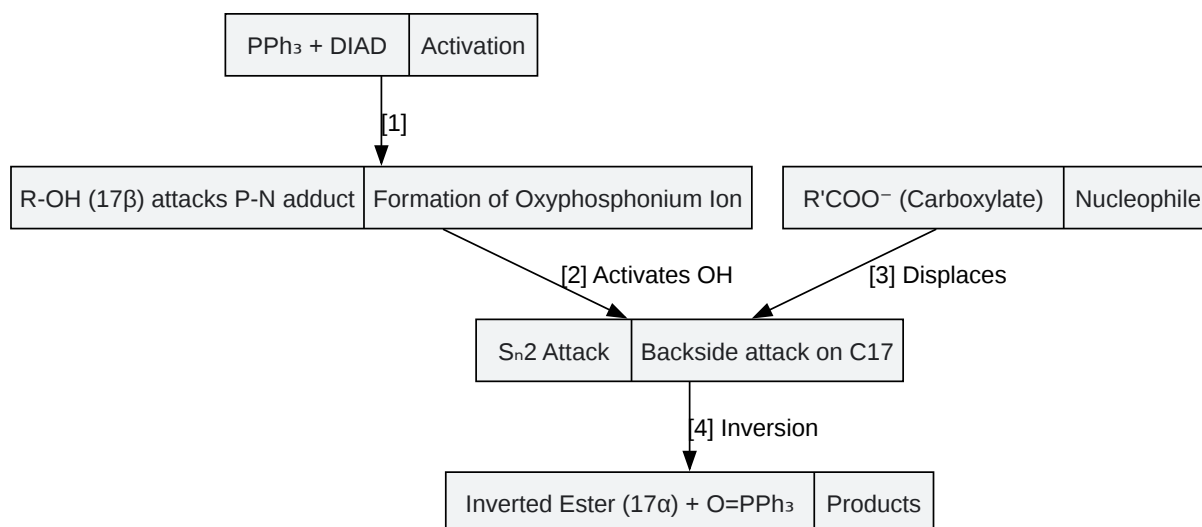 PPh₃ + DIAD
Activation
[1]
R-OH (17β) attacks P-N adduct
Formation of Oxyphosphonium Ion
R'COO⁻ (Carboxylate)
Nucleophile
[2] Activates OH
[3] Displaces
Sₙ2 Attack
Backside attack on C17
[4] Inversion
Inverted Ester (17α) + O=PPh₃
Products